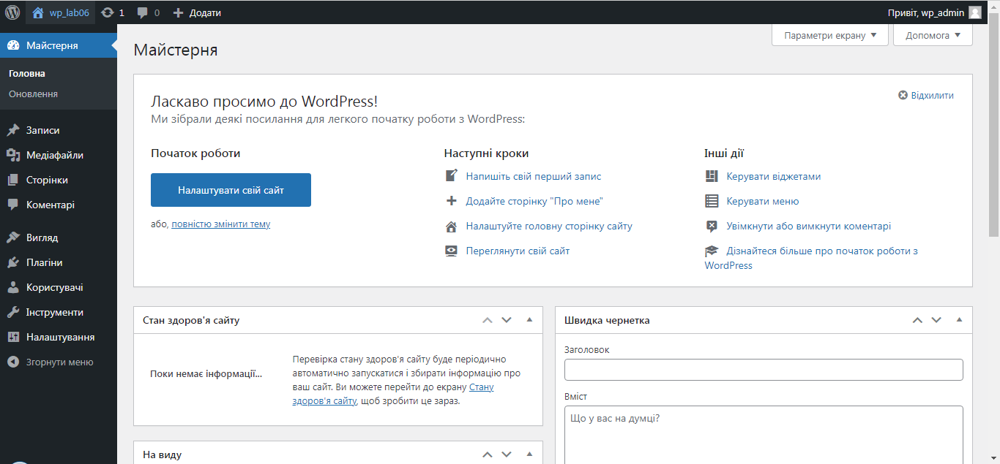 wp_lab06 1 0 Додати Привіт, wp_admin
Майстерня
Головна
Оновлення
Записи
Медіафайли
Сторінки
Коментарі
Вигляд
Плагіни
Користувачі
Інструменти
Налаштування
Згорнути меню
Параметри екрану Допомога
Майстерня
Ласкаво просимо до WordPress!
Відхилити
Ми зібрали деякі посилання для легкого початку роботи з WordPress:
Початок роботи
Налаштувати свій сайт
або, повністю змінити тему
Наступні кроки
Напишіть свій перший запис
Додайте сторінку "Про мене"
Налаштуйте головну сторінку сайту
Переглянути свій сайт
Інші дії
Керувати віджетами
Керувати меню
Увімкнути або вимкнути коментарі
Дізнайтеся більше про початок роботи з
WordPress
Стан здоров'я сайту
Поки немає інформації...
Перевірка стану здоров'я сайту буде періодично
автоматично запускатися і збирати інформацію про
ваш сайт. Ви можете перейти до екрану Стану
здоров'я сайту, щоб зробити це зараз.
На виду
Швидка чернетка
Заголовок
Вміст
Що у вас на думці?